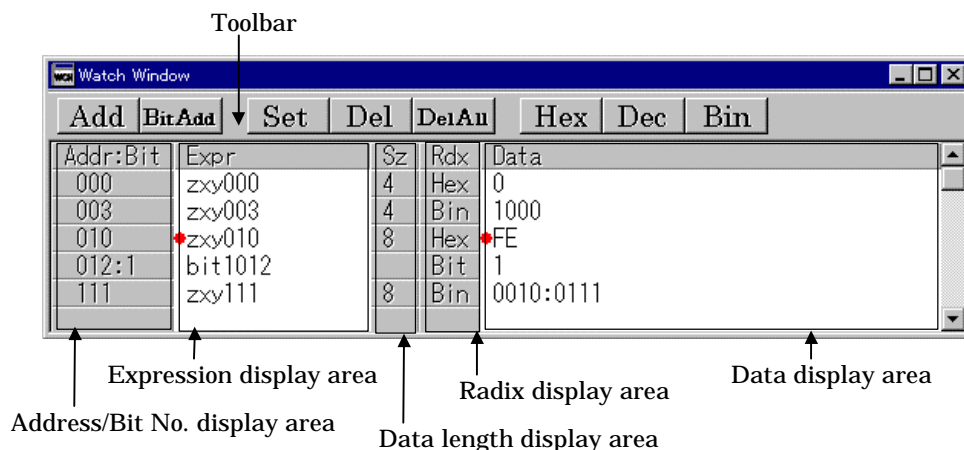 Toolbar
WCH Watch Window
Add BitAdd Set Del DelAll Hex Dec Bin
Addr:Bit Expr Sz Rdx Data
000 zxy000 4 Hex 0
003 zxy003 4 Bin 1000
010 zxy010 8 Hex FE
012:1 bit1012 Bit 1
111 zxy111 8 Bin 0010:0111
Expression display area
Radix display area
Data display area
Address/Bit No. display area
Data length display area